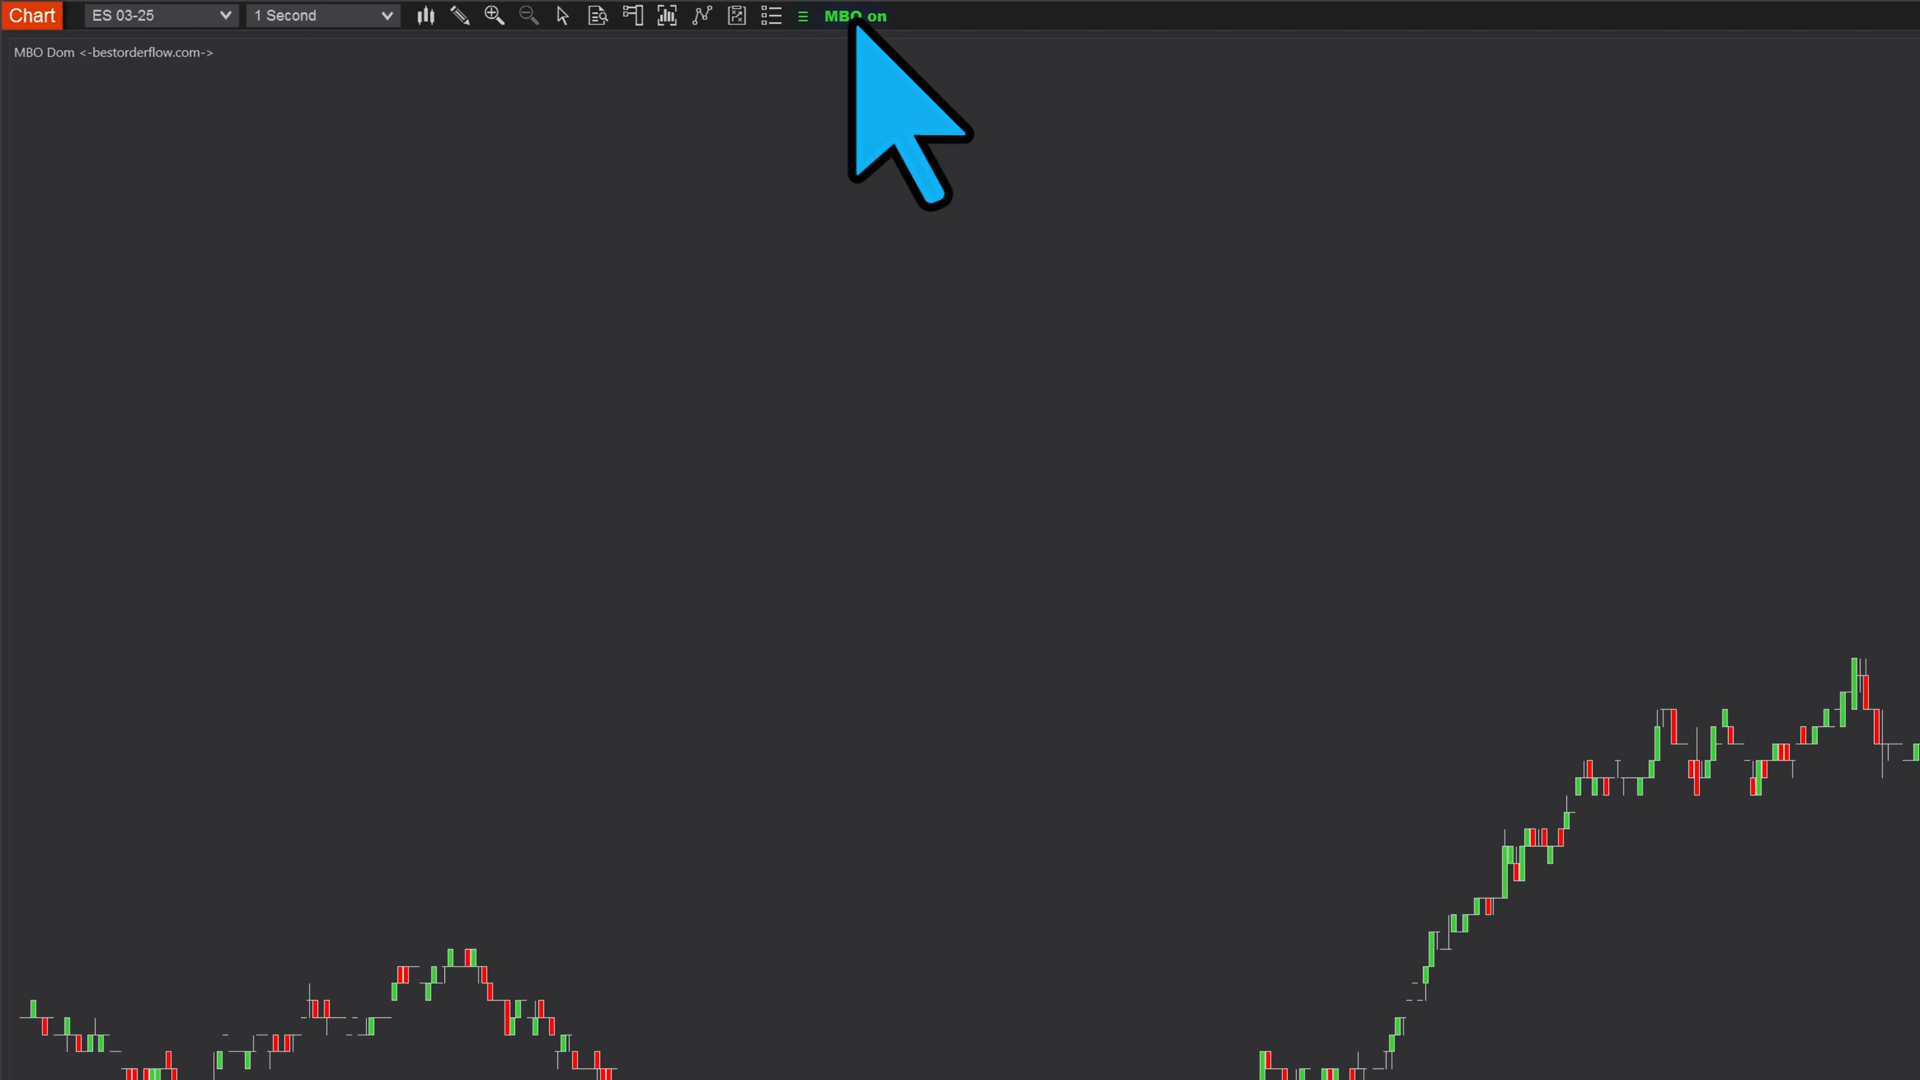 Chart ES 03-25 1 Second MBO on
MBO Dom <-bestorderflow.com->